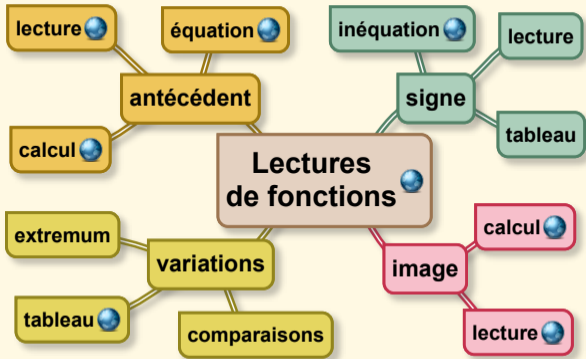 lecture
équation
antécédent
calcul
inéquation
lecture
signe
tableau
Lectures
de fonctions
extremum
variations
tableau
comparaisons
calcul
image
lecture